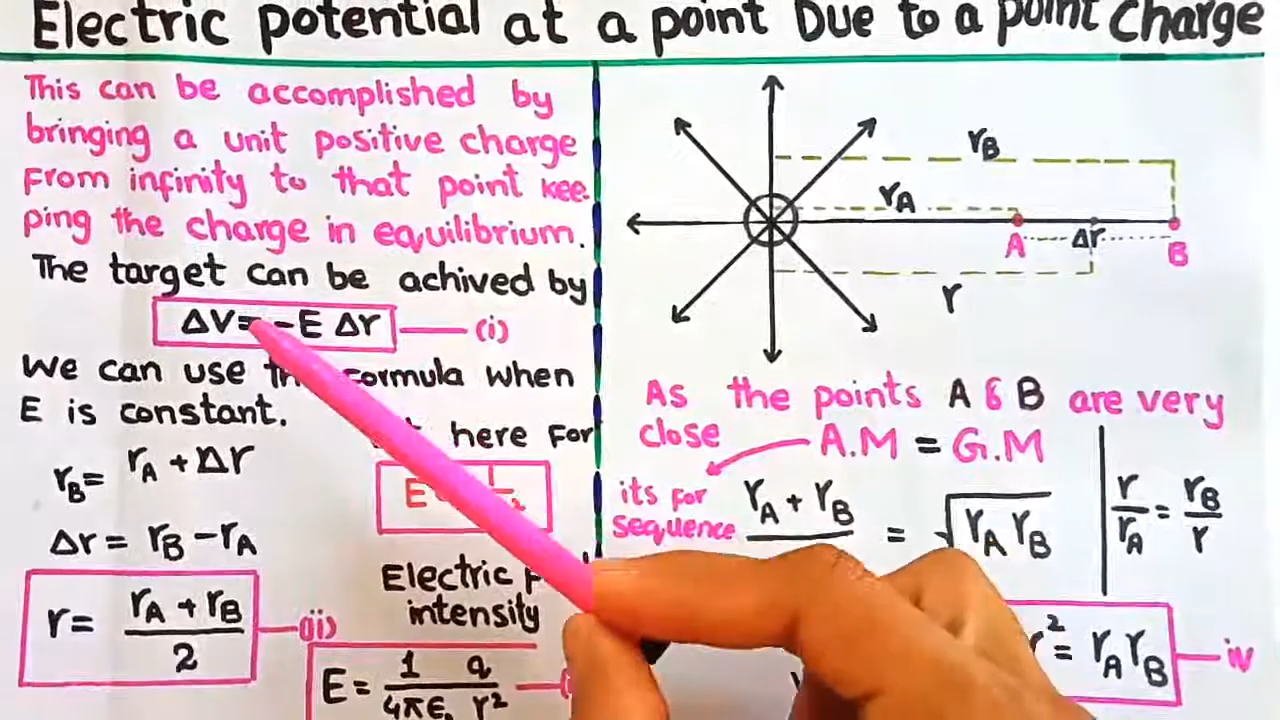 Electric potential at a point Due to a point Charge
This can be accomplished by
bringing a unit positive charge
From infinity to that point kee-
ping the charge in equilibrium.
The target can be achived by
ΔV= -E Δr (i)
We can use formula when
E is constant.
here For
rB= rA + Δr
E
Δr = rB -rA
Electric
intensity
r= rA + rB / 2 (ii)
E= 1 / 4πε. q / r²
rB
rA
A Δr B
r
As the points A & B are very
close A.M = G.M
its for
sequence
rA + rB = √rA rB
r/rA = rB/r
r²= rA rB iv